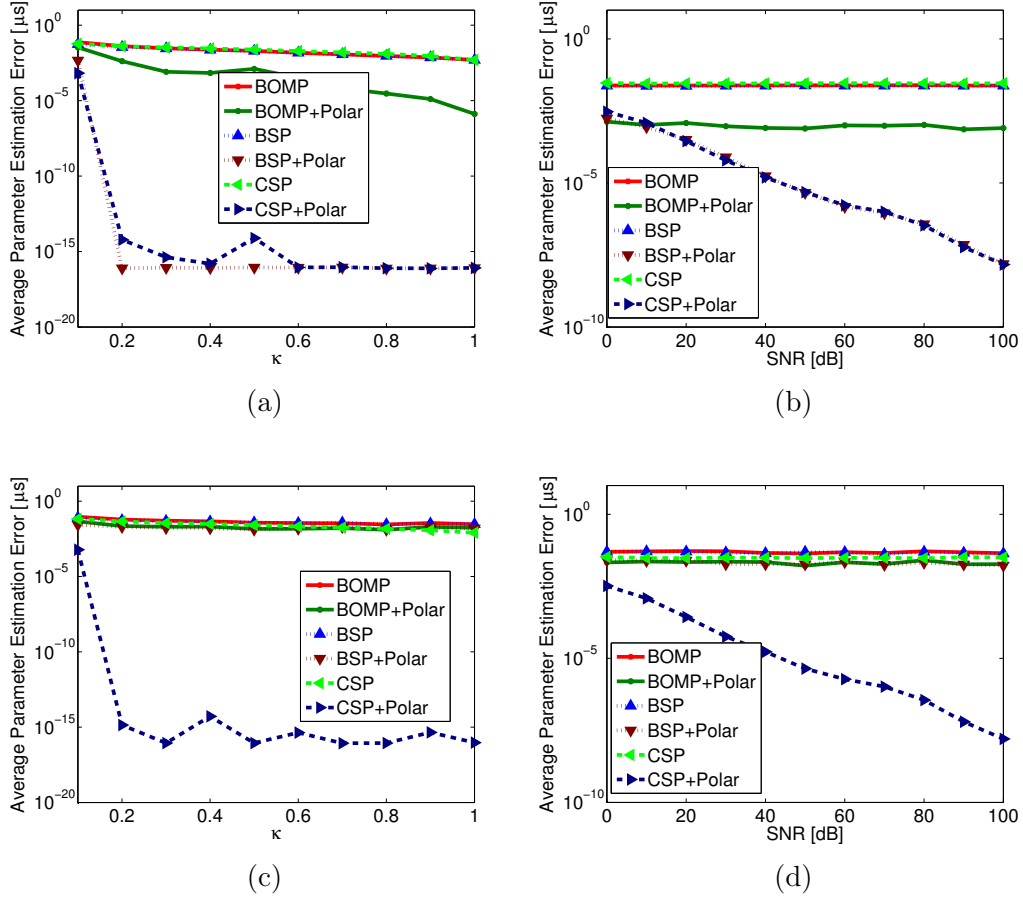 Average Parameter Estimation Error [µs]
10^0
10^-5
10^-10
10^-15
10^-20
0.2
0.4
0.6
0.8
1
κ
BOMP
BOMP+Polar
BSP
BSP+Polar
CSP
CSP+Polar
(a)
Average Parameter Estimation Error [µs]
10^0
10^-5
10^-10
0
20
40
60
80
100
SNR [dB]
BOMP
BOMP+Polar
BSP
BSP+Polar
CSP
CSP+Polar
(b)
Average Parameter Estimation Error [µs]
10^0
10^-5
10^-10
10^-15
10^-20
0.2
0.4
0.6
0.8
1
κ
BOMP
BOMP+Polar
BSP
BSP+Polar
CSP
CSP+Polar
(c)
Average Parameter Estimation Error [µs]
10^0
10^-5
10^-10
0
20
40
60
80
100
SNR [dB]
BOMP
BOMP+Polar
BSP
BSP+Polar
CSP
CSP+Polar
(d)